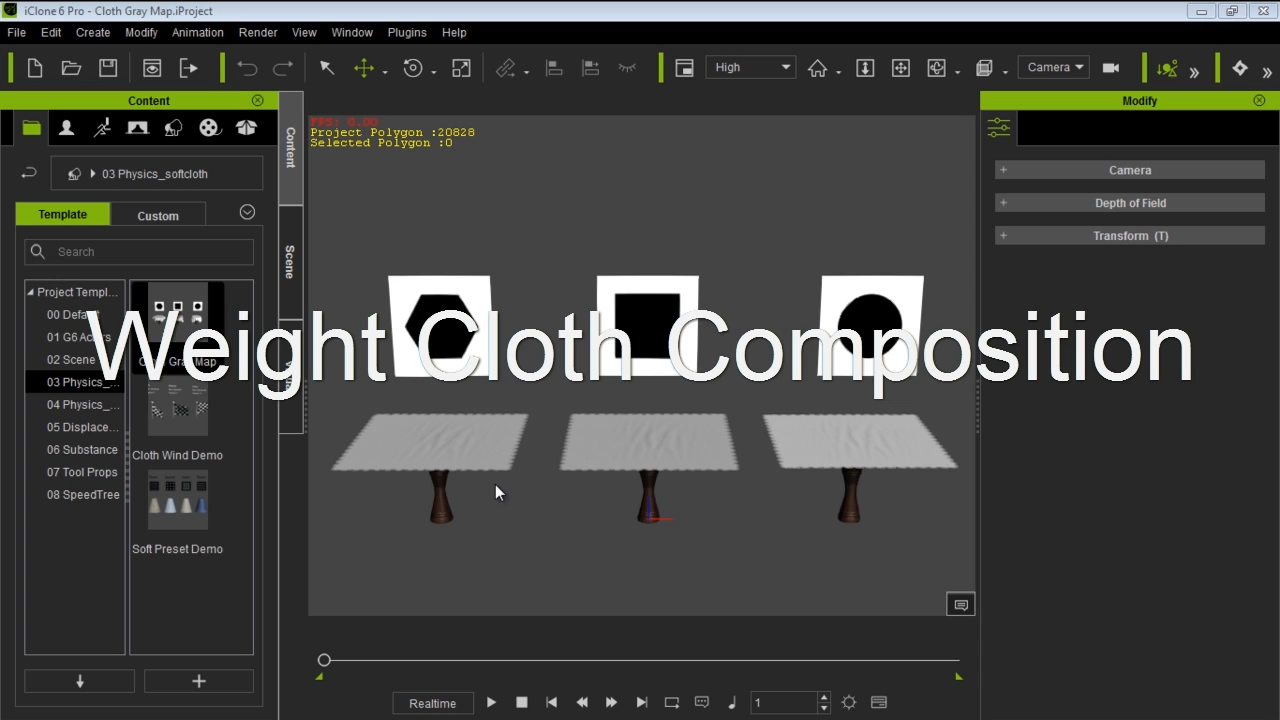 iClone 6 Pro - Cloth Gray Map.iProject
File Edit Create Modify Animation Render View Window Plugins Help
High
Camera
Content
Modify
Content
Scene
FPS: 0.00
Project Polygon :20828
Selected Polygon :0
03 Physics_softcloth
Template Custom
Search
Project Templ...
01 G6
02 Scene
03 Physics_...
04 Physics_...
05 Displace...
06 Substance
07 Tool Props
08 SpeedTree
Gray Map
Cloth Wind Demo
Soft Preset Demo
Weight Cloth Composition
Camera
Depth of Field
Transform (T)
Realtime
1